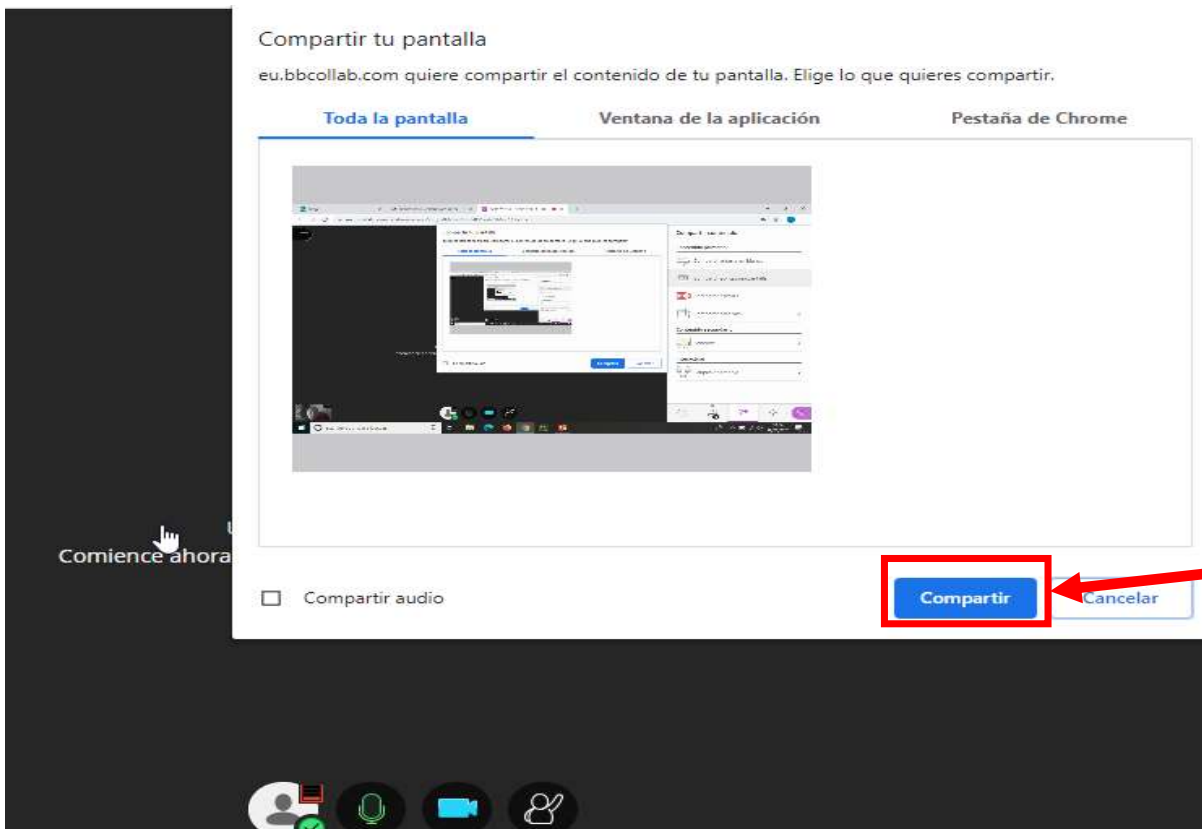 Compartir tu pantalla
eu.bbcollab.com quiere compartir el contenido de tu pantalla. Elige lo que quieres compartir.
Toda la pantalla Ventana de la aplicación Pestaña de Chrome
Comience ahora
Compartir audio Compartir Cancelar